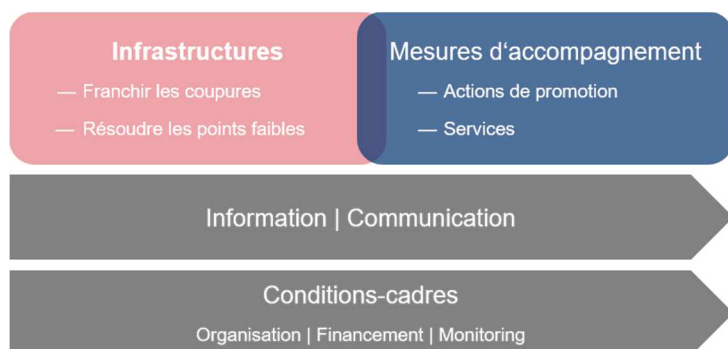 Infrastructures
— Franchir les coupures
— Résoudre les points faibles
Mesures d‘accompagnement
— Actions de promotion
— Services
Information | Communication
Conditions-cadres
Organisation | Financement | Monitoring